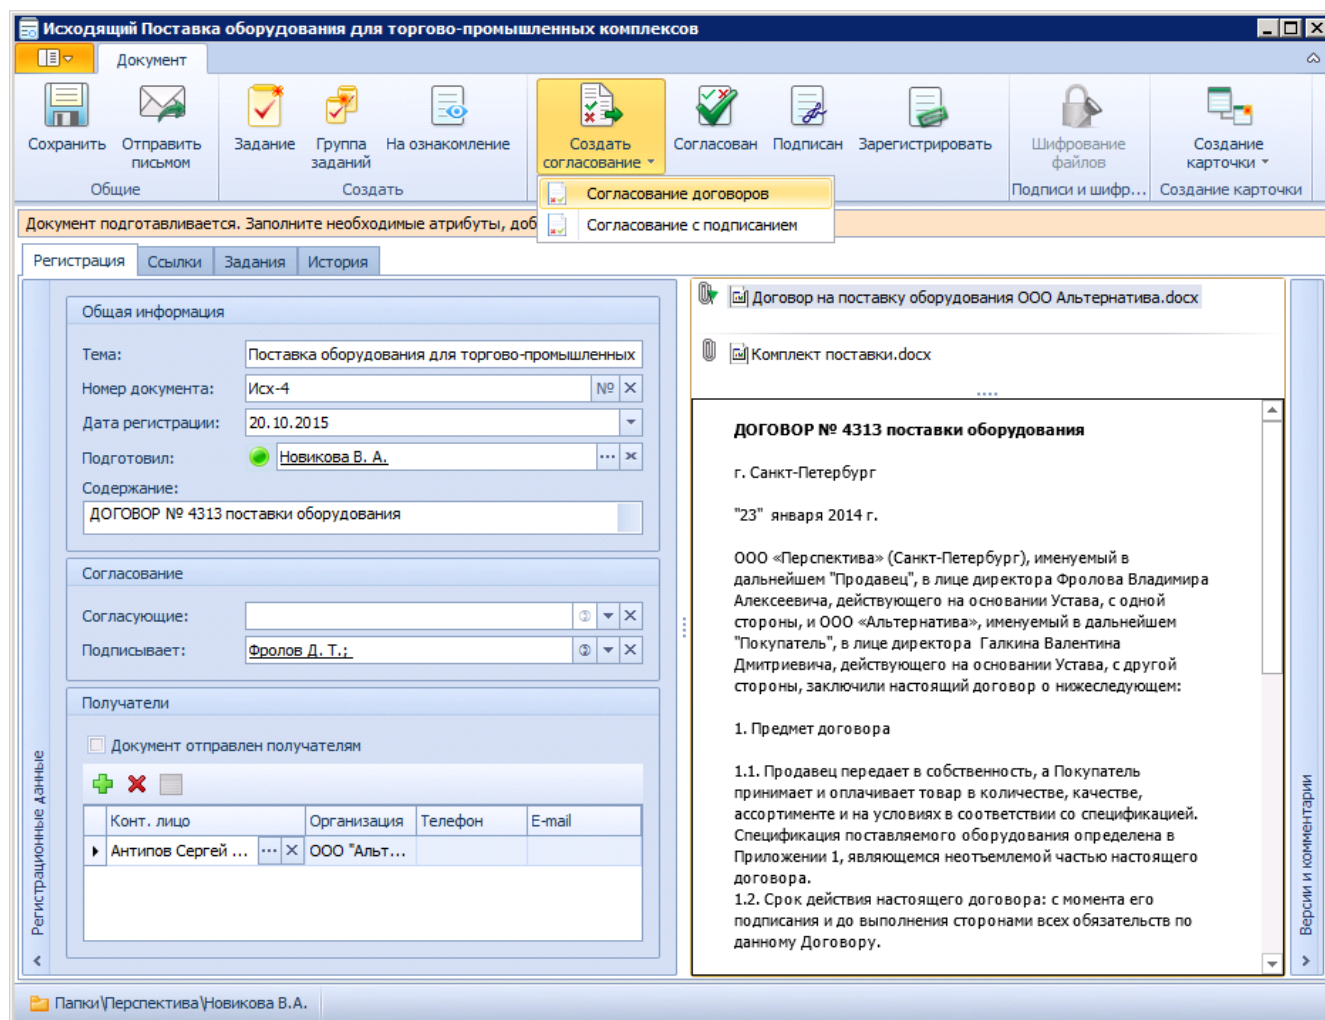 Исходящий Поставка оборудования для торгово-промышленных комплексов
Документ
Сохранить
Отправить
письмом
Общие
Задание
Группа
заданий
На ознакомление
Создать
Создать
согласование
Согласован
Подписан
Зарегистрировать
Шифрование
файлов
Подписи и шифр...
Создание
карточки
Создание карточки
Согласование договоров
Согласование с подписанием
Документ подготавливается. Заполните необходимые атрибуты, доб
Регистрация
Ссылки
Задания
История
Регистрационные данные
Общая информация
Тема:
Поставка оборудования для торгово-промышленных
Номер документа:
Исх-4
№
Дата регистрации:
20.10.2015
Подготовил:
Новикова В. А.
Содержание:
ДОГОВОР № 4313 поставки оборудования
Согласование
Согласующие:
Подписывает:
Фролов Д. Т.;
Получатели
Документ отправлен получателям
Конт. лицо
Организация
Телефон
E-mail
Антипов Сергей ...
ООО "Альт...
Договор на поставку оборудования ООО Альтернатива.docx
Комплект поставки.docx
ДОГОВОР № 4313 поставки оборудования
г. Санкт-Петербург
"23" января 2014 г.
ООО «Перспектива» (Санкт-Петербург), именуемый в
дальнейшем "Продавец", в лице директора Фролова Владимира
Алексеевича, действующего на основании Устава, с одной
стороны, и ООО «Альтернатива», именуемый в дальнейшем
"Покупатель", в лице директора Галкина Валентина
Дмитриевича, действующего на основании Устава, с другой
стороны, заключили настоящий договор о нижеследующем:
1. Предмет договора
1.1. Продавец передает в собственность, а Покупатель
принимает и оплачивает товар в количестве, качестве,
ассортименте и на условиях в соответствии со спецификацией.
Спецификация поставляемого оборудования определена в
Приложении 1, являющемся неотъемлемой частью настоящего
договора.
1.2. Срок действия настоящего договора: с момента его
подписания и до выполнения сторонами всех обязательств по
данному Договору.
Версии и комментарии
Папки\Перспектива\Новикова В.А.